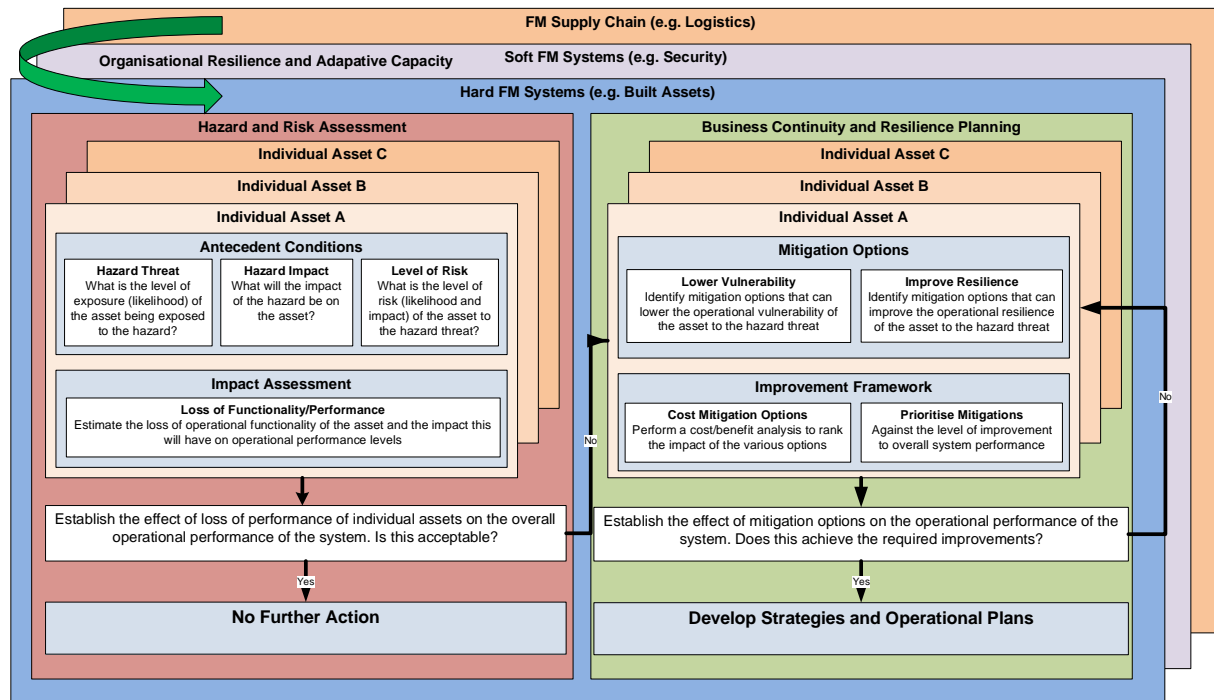 FM Supply Chain (e.g. Logistics)
Organisational Resilience and Adapative Capacity
Soft FM Systems (e.g. Security)
Hard FM Systems (e.g. Built Assets)
Hazard and Risk Assessment
Individual Asset C
Individual Asset B
Individual Asset A
Antecedent Conditions
Hazard Threat
What is the level of
exposure (likelihood) of
the asset being exposed
to the hazard?
Hazard Impact
What will the impact
of the hazard be on
the asset?
Level of Risk
What is the level of
risk (likelihood and
impact) of the asset to
the hazard threat?
Impact Assessment
Loss of Functionality/Performance
Estimate the loss of operational functionality of the asset and the impact this
will have on operational performance levels
Establish the effect of loss of performance of individual assets on the overall
operational performance of the system. Is this acceptable?
No
Yes
No Further Action
Business Continuity and Resilience Planning
Individual Asset C
Individual Asset B
Individual Asset A
Mitigation Options
Lower Vulnerability
Identify mitigation options that can
lower the operational vulnerability of
the asset to the hazard threat
Improve Resilience
Identify mitigation options that can
improve the operational resilience
of the asset to the hazard threat
Improvement Framework
Cost Mitigation Options
Perform a cost/benefit analysis to rank
the impact of the various options
Prioritise Mitigations
Against the level of improvement
to overall system performance
Establish the effect of mitigation options on the operational performance of the
system. Does this achieve the required improvements?
No
Yes
Develop Strategies and Operational Plans